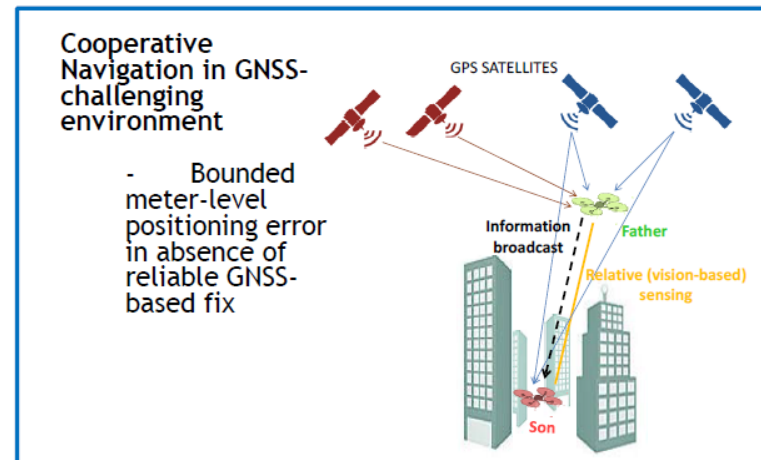 Cooperative
Navigation in GNSS-
challenging
environment
- Bounded
meter-level
positioning error
in absence of
reliable GNSS-
based fix
GPS SATELLITES
Information
broadcast
Father
Relative (vision-based)
sensing
Son